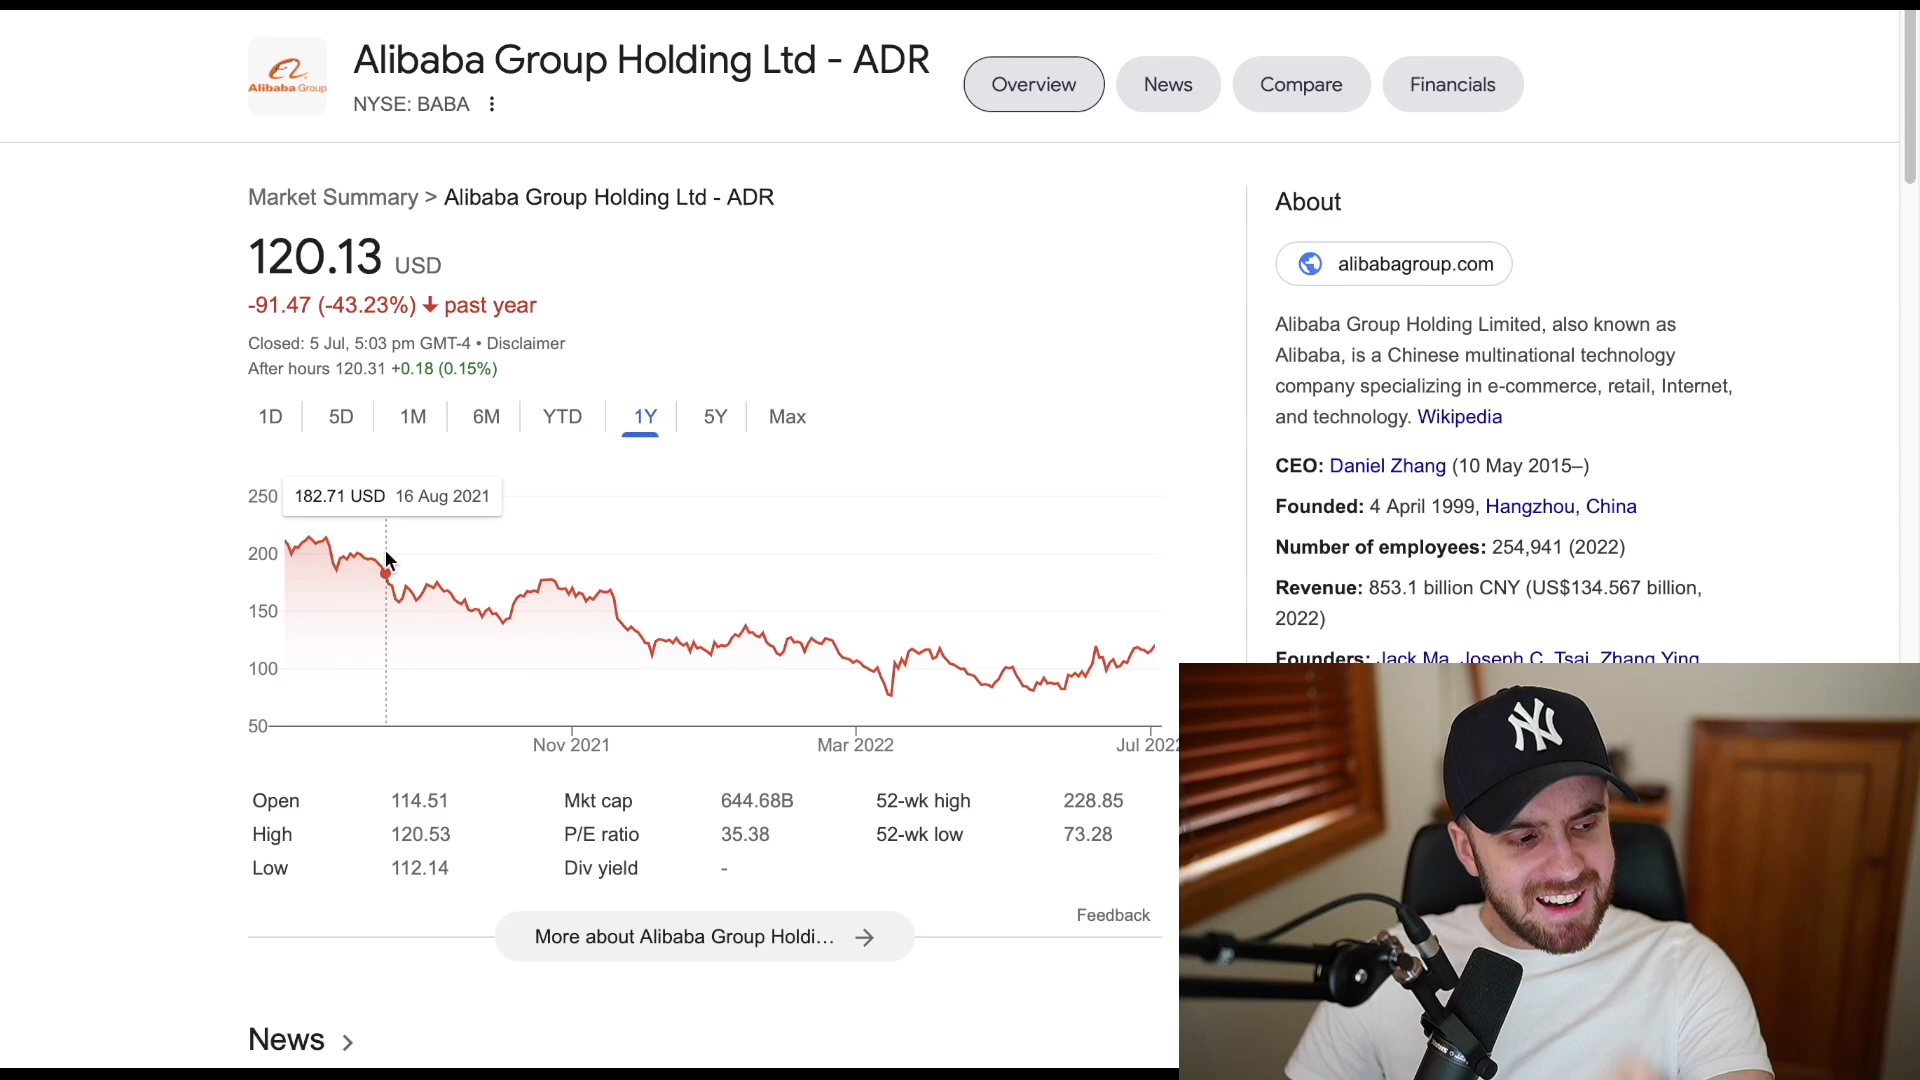 Alibaba Group
Alibaba Group Holding Ltd - ADR
NYSE: BABA
Overview
News
Compare
Financials
Market Summary > Alibaba Group Holding Ltd - ADR
120.13 USD
-91.47 (-43.23%) past year
Closed: 5 Jul, 5:03 pm GMT-4 • Disclaimer
After hours 120.31 +0.18 (0.15%)
1D 5D 1M 6M YTD 1Y 5Y Max
182.71 USD 16 Aug 2021
250
200
150
100
50
Nov 2021 Mar 2022 Jul 2022
Open 114.51 Mkt cap 644.68B 52-wk high 228.85
High 120.53 P/E ratio 35.38 52-wk low 73.28
Low 112.14 Div yield -
Feedback
More about Alibaba Group Holdi...
News
About
alibabagroup.com
Alibaba Group Holding Limited, also known as
Alibaba, is a Chinese multinational technology
company specializing in e-commerce, retail, Internet,
and technology. Wikipedia
CEO: Daniel Zhang (10 May 2015–)
Founded: 4 April 1999, Hangzhou, China
Number of employees: 254,941 (2022)
Revenue: 853.1 billion CNY (US$134.567 billion,
2022)
Founders: Jack Ma, Joseph C. Tsai, Zhang Ying
NY